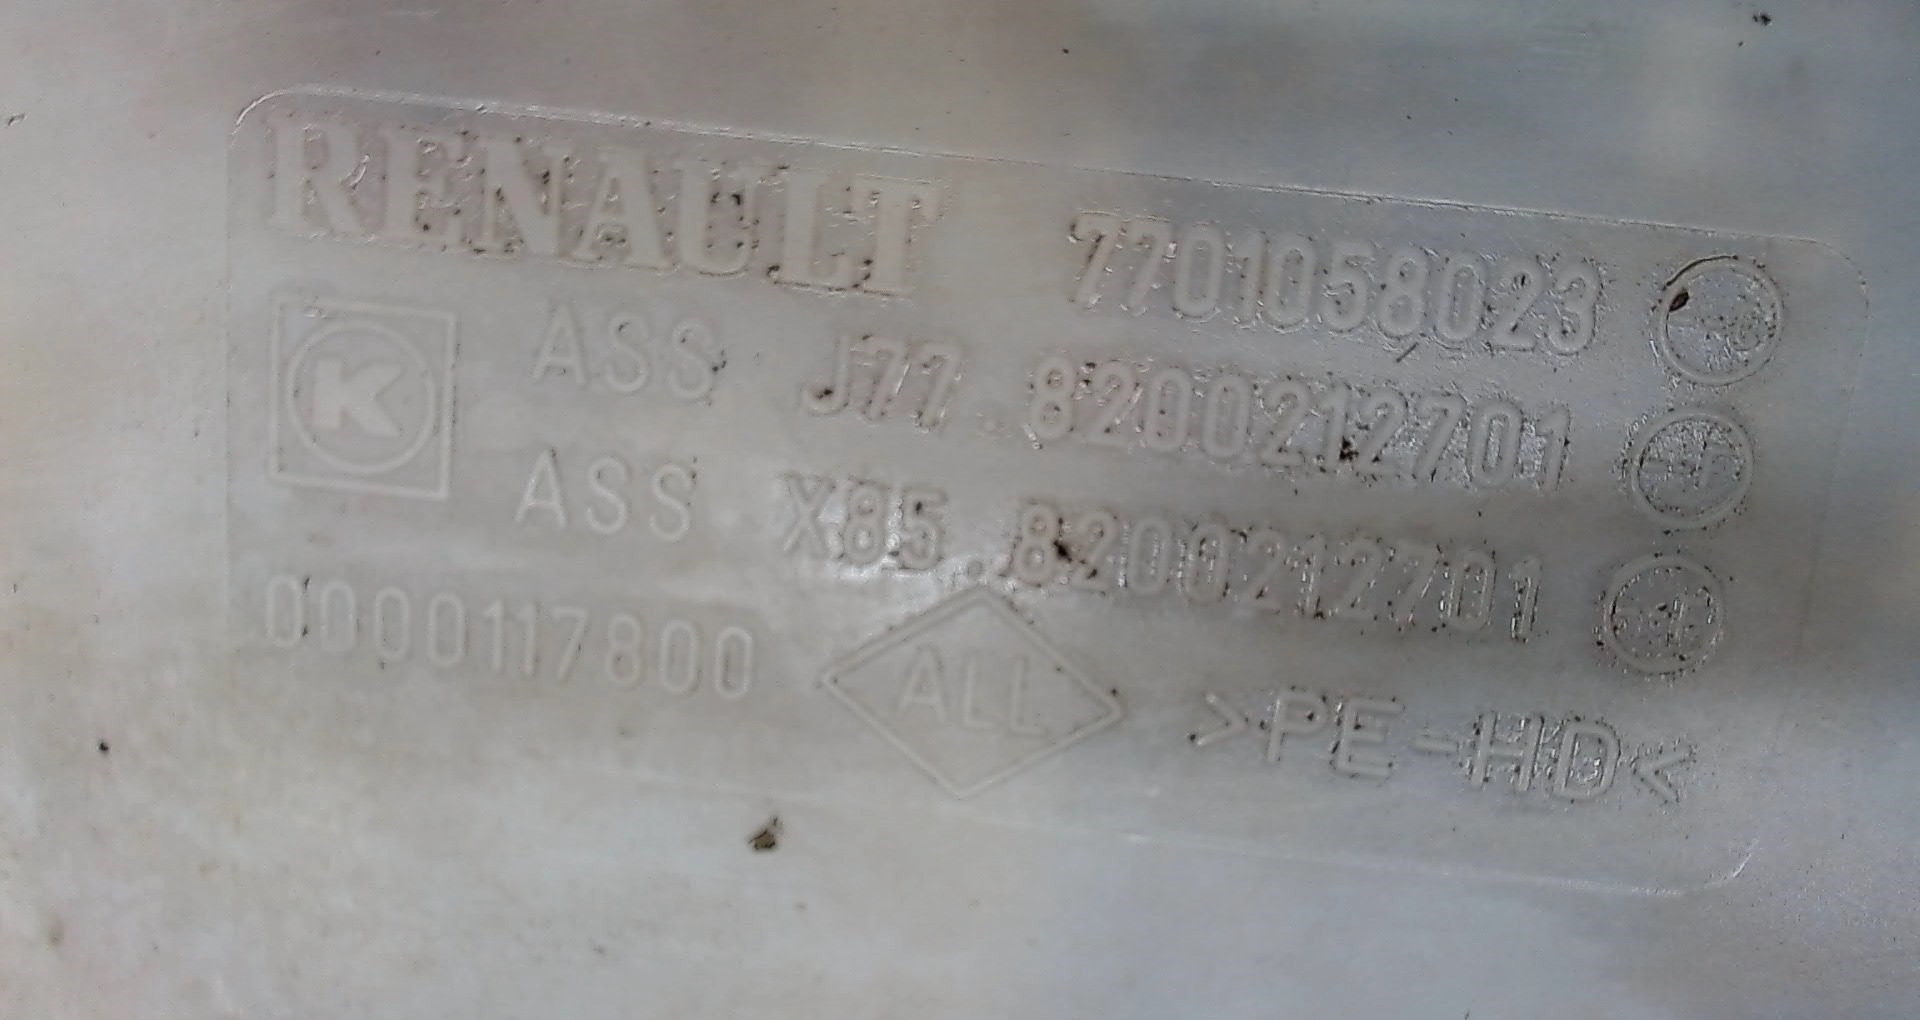 RENAULT 7701058023
K ASS J77.8200212701
ASS X85.8200212701
0000117800 ALL >PE-HD<